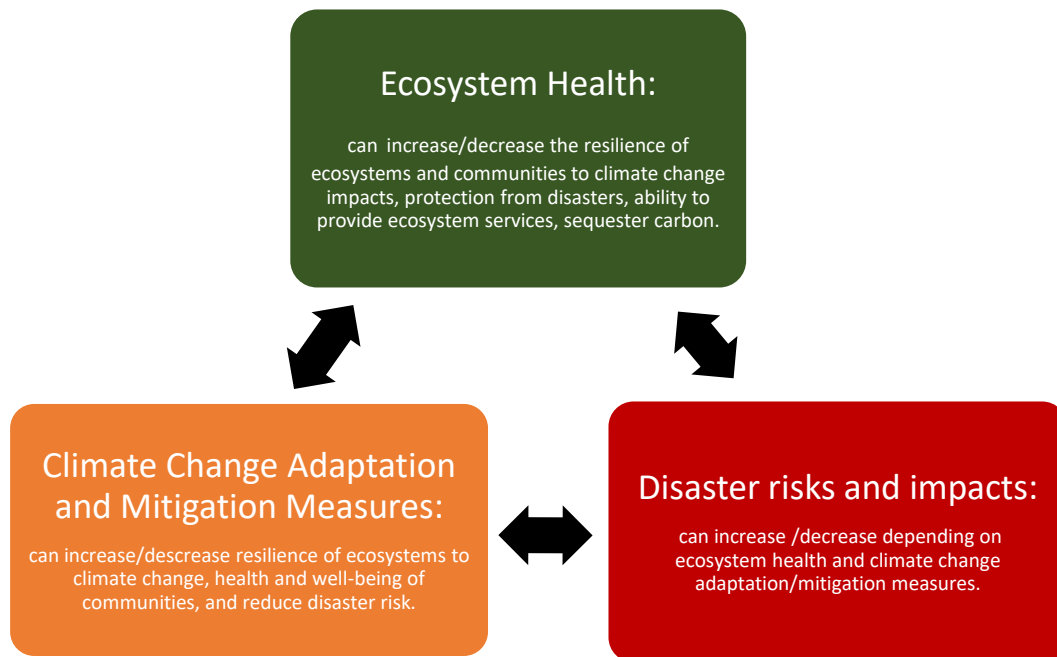 Ecosystem Health:
can increase/decrease the resilience of
ecosystems and communities to climate change
impacts, protection from disasters, ability to
provide ecosystem services, sequester carbon.
Climate Change Adaptation
and Mitigation Measures:
can increase/descrease resilience of ecosystems to
climate change, health and well-being of
communities, and reduce disaster risk.
Disaster risks and impacts:
can increase /decrease depending on
ecosystem health and climate change
adaptation/mitigation measures.